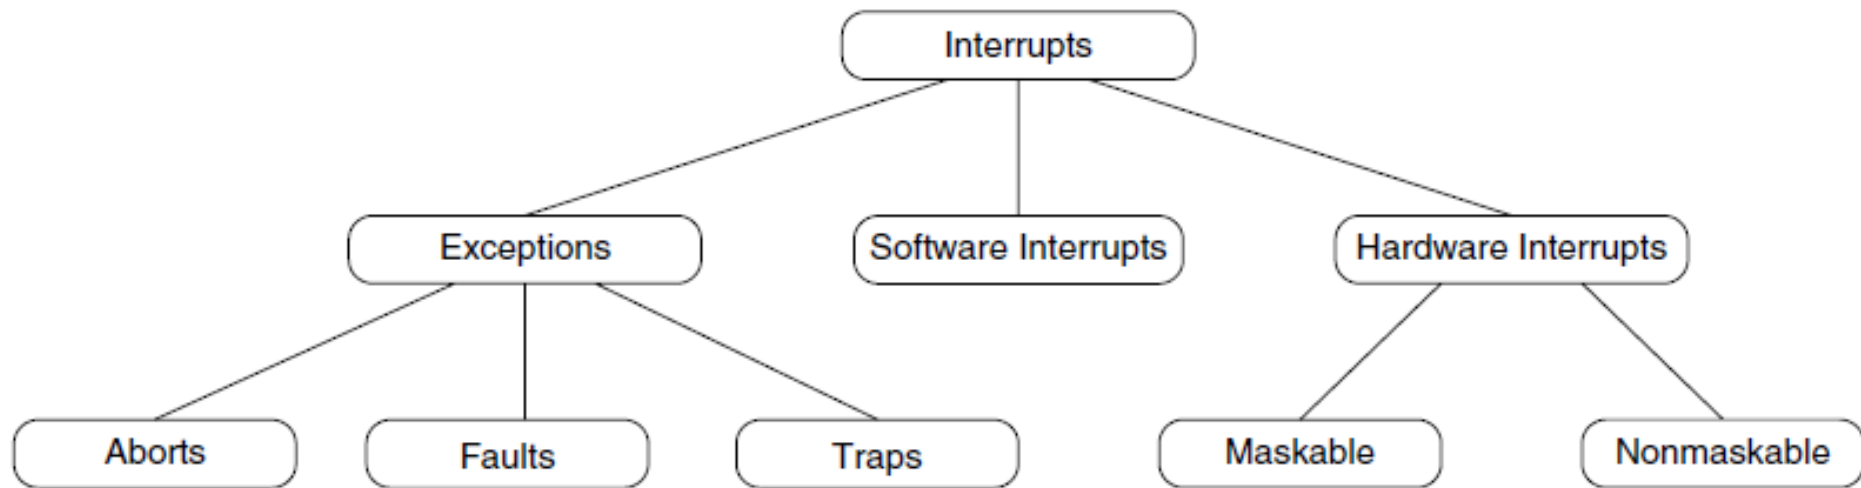 Interrupts
Exceptions
Software Interrupts
Hardware Interrupts
Aborts
Faults
Traps
Maskable
Nonmaskable